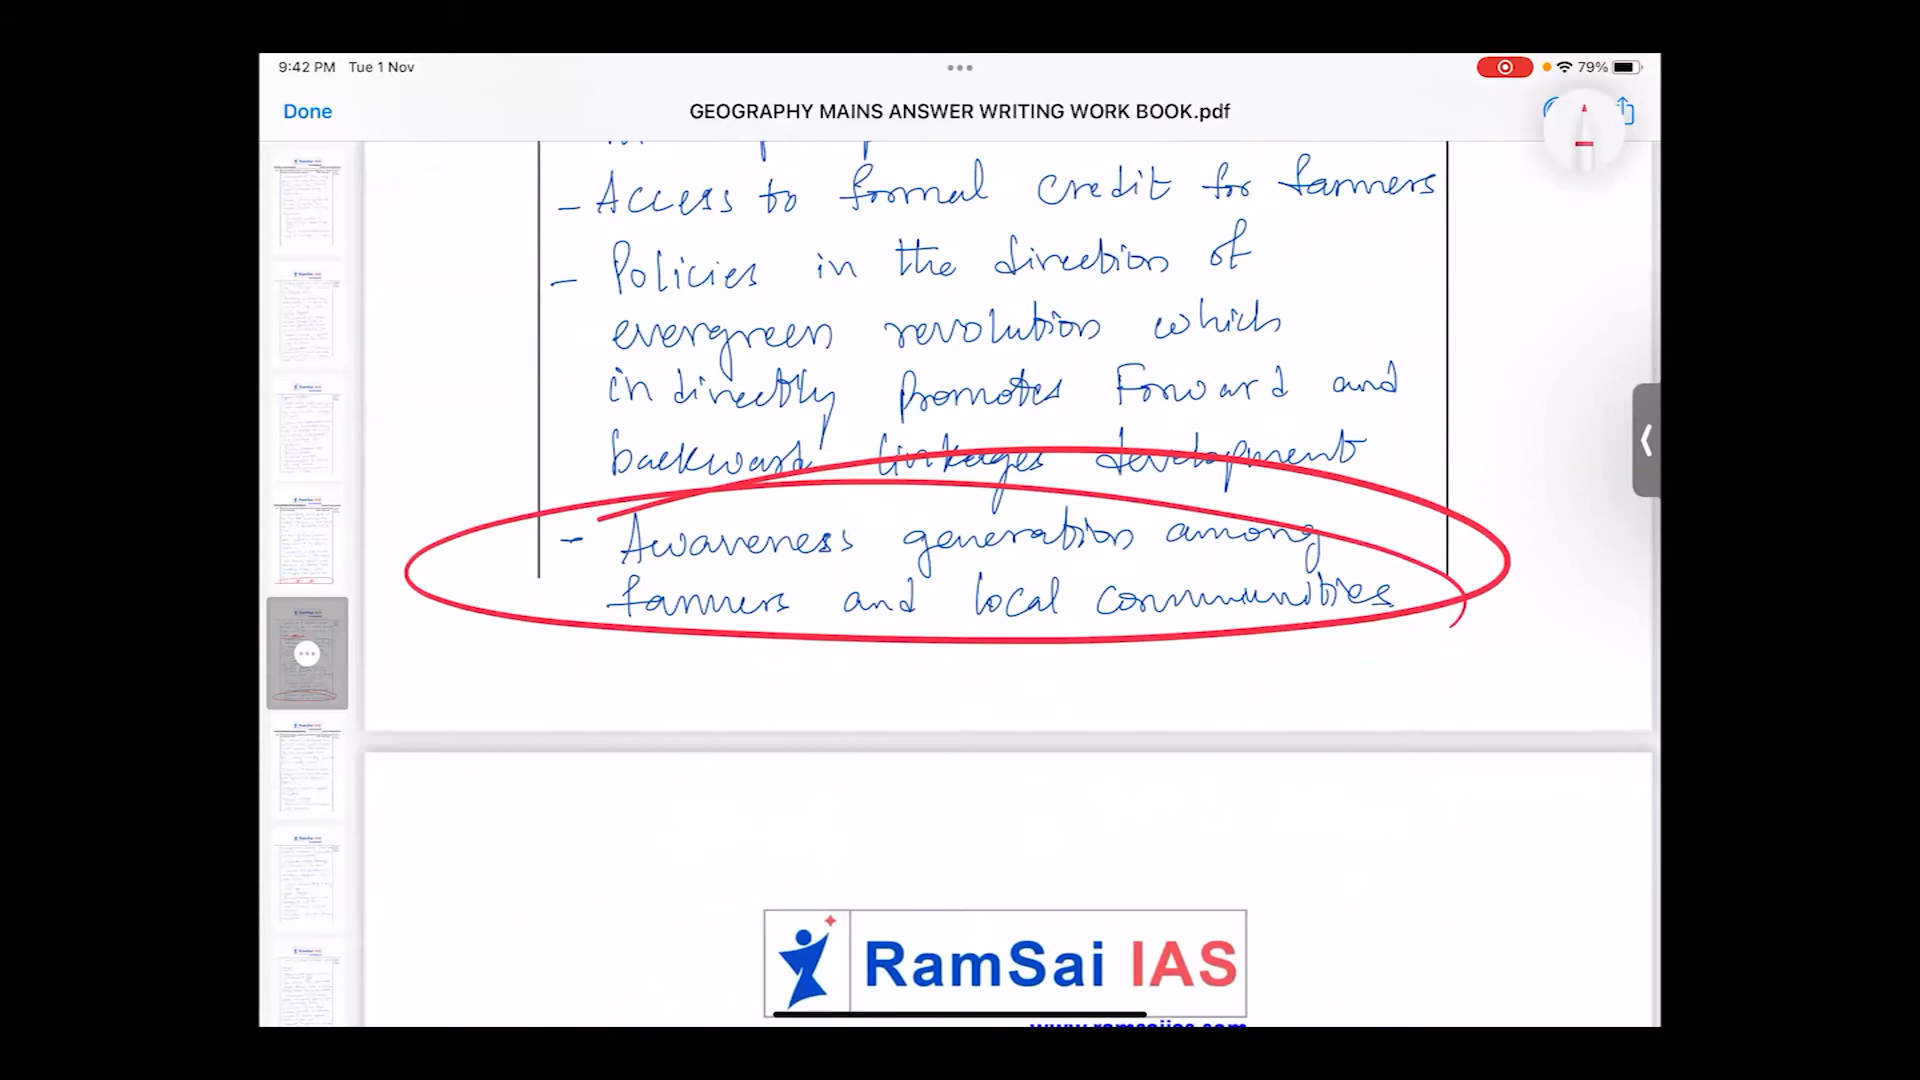 9:42 PM Tue 1 Nov
79%
Done
GEOGRAPHY MAINS ANSWER WRITING WORK BOOK.pdf
- Access to formal credit for farmers
- Policies in the direction of
evergreen revolution which
indirectly promotes Forward and
backward linkages development
- Awareness generation among
farmers and local communities
RamSai IAS